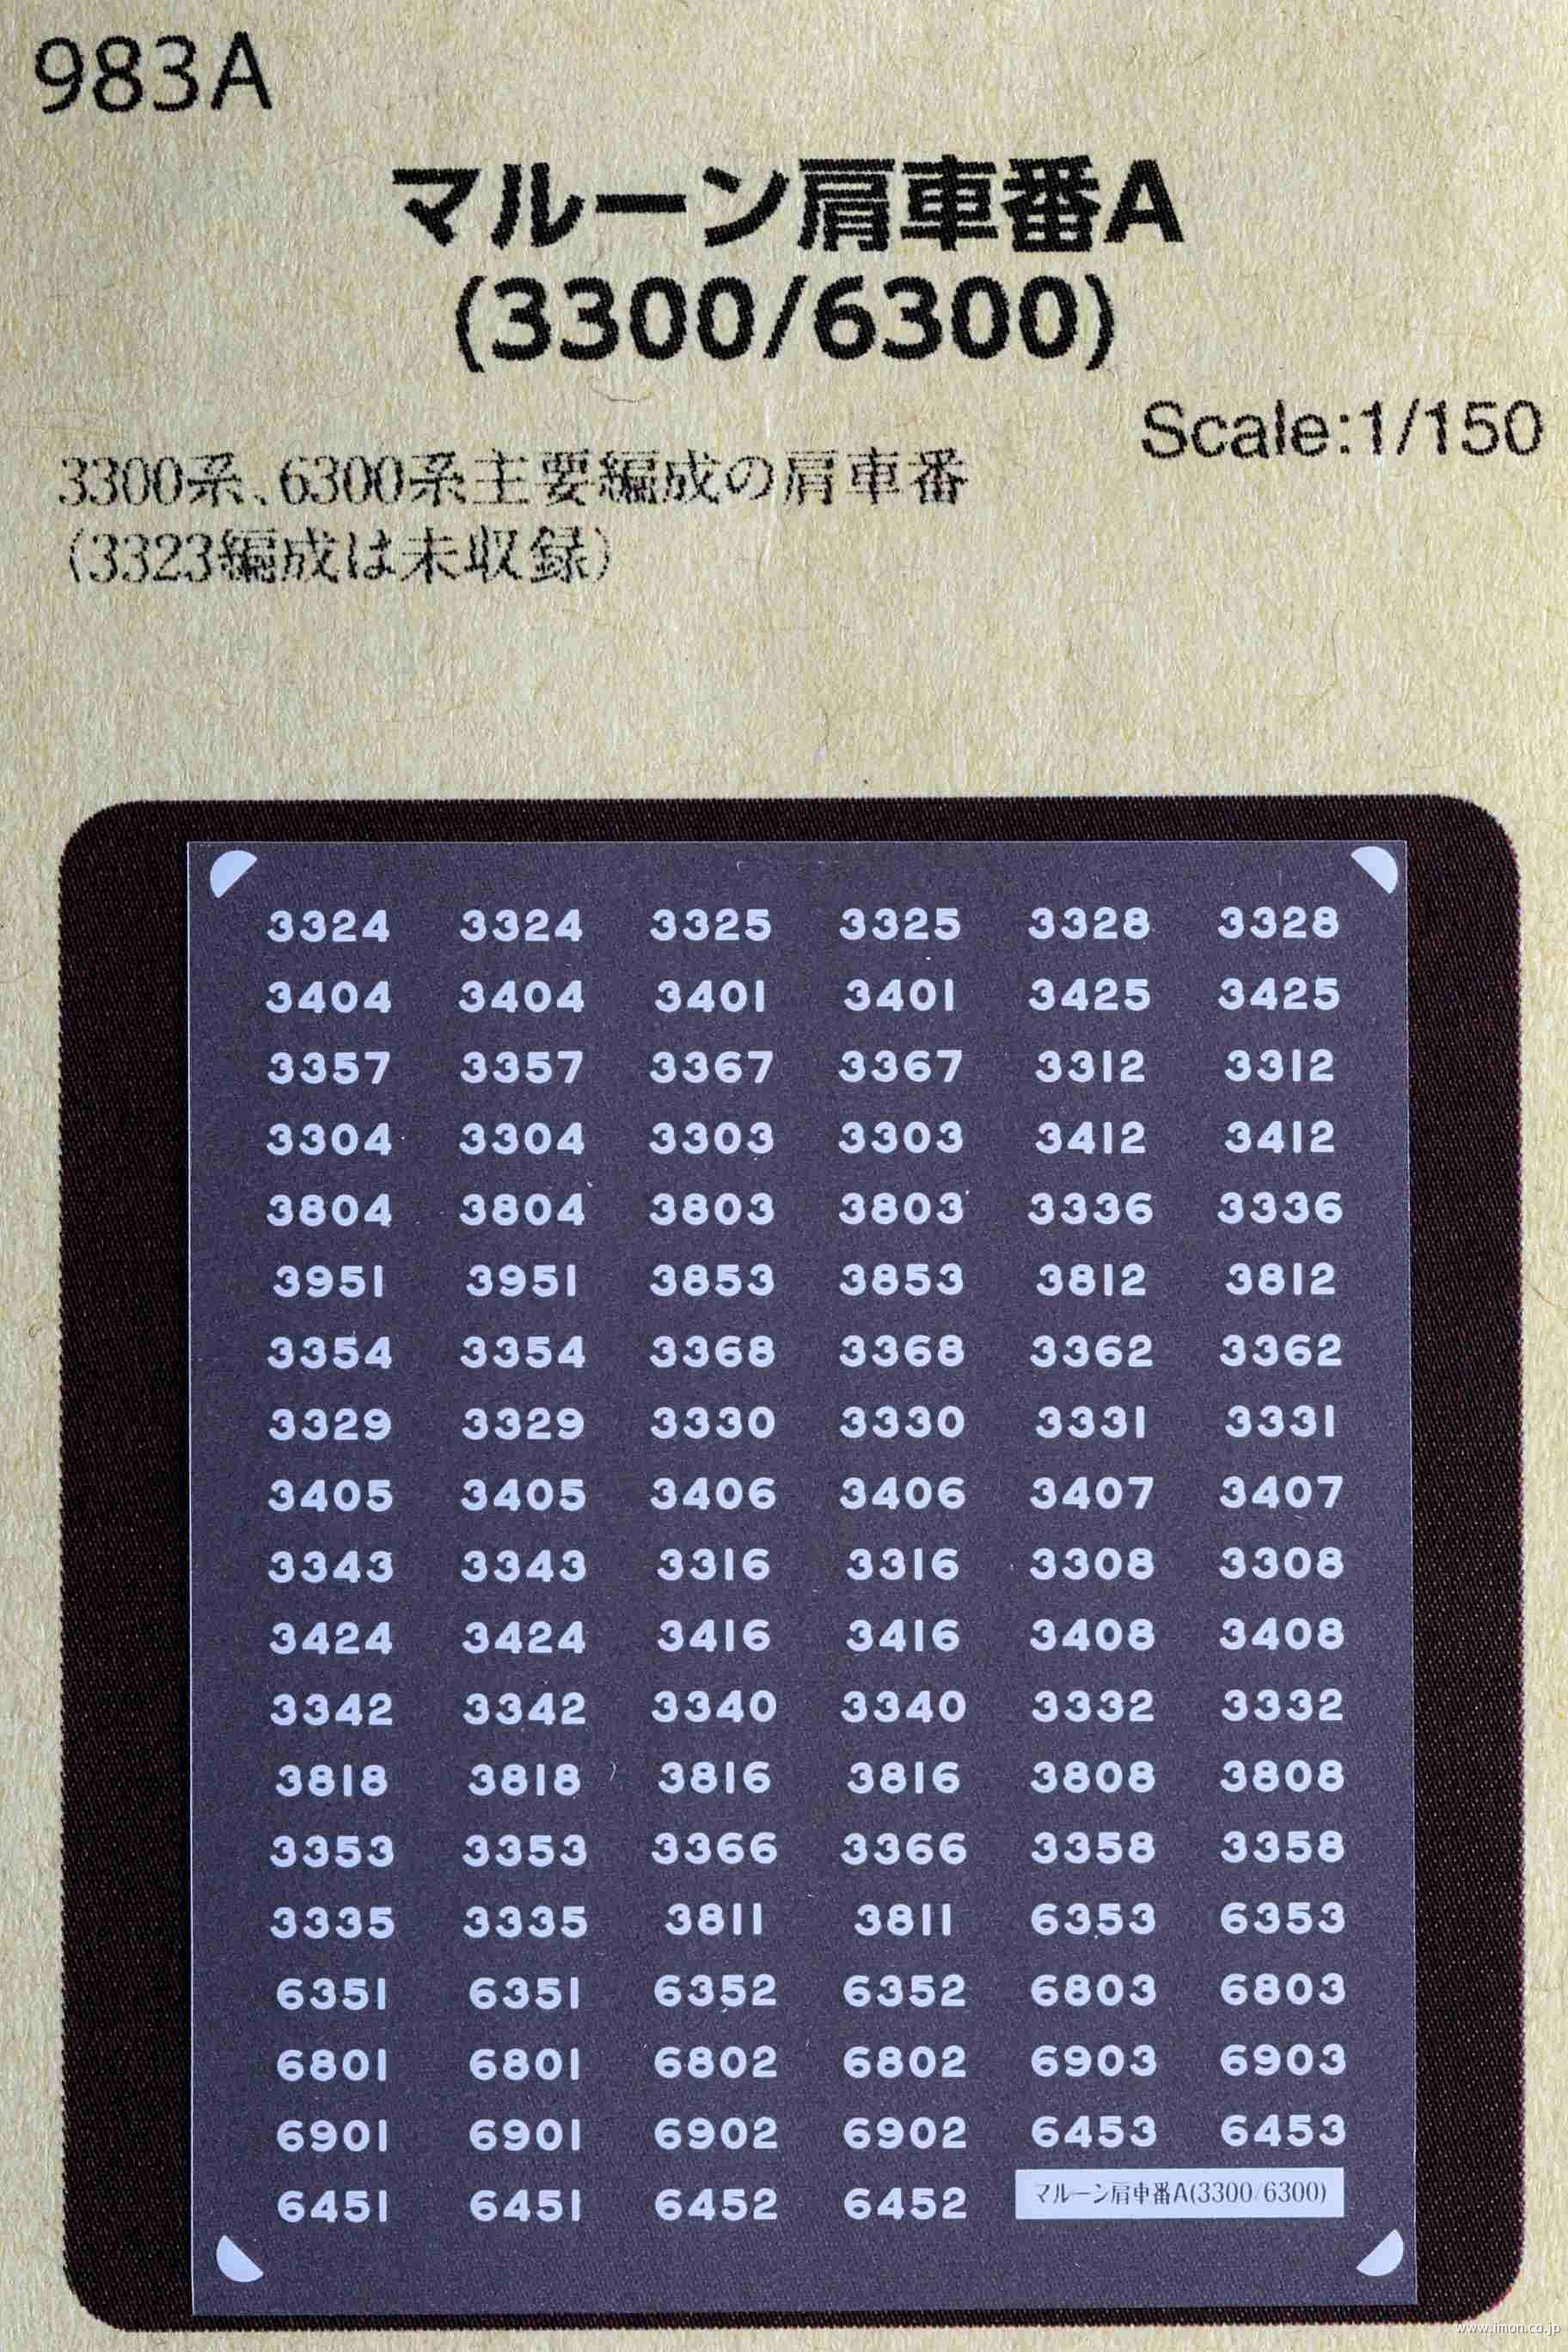 983A
マルーン肩車番A
(3300/6300)
Scale:1/150
3300系、6300系主要編成の肩車番
（3323編成は未収録）
3324 3324 3325 3325 3328 3328
3404 3404 3401 3401 3425 3425
3357 3357 3367 3367 3312 3312
3304 3304 3303 3303 3412 3412
3804 3804 3803 3803 3336 3336
3951 3951 3853 3853 3812 3812
3354 3354 3368 3368 3362 3362
3329 3329 3330 3330 3331 3331
3405 3405 3406 3406 3407 3407
3343 3343 3316 3316 3308 3308
3424 3424 3416 3416 3408 3408
3342 3342 3340 3340 3332 3332
3818 3818 3816 3816 3808 3808
3353 3353 3366 3366 3358 3358
3335 3335 3811 3811 6353 6353
6351 6351 6352 6352 6803 6803
6801 6801 6802 6802 6903 6903
6901 6901 6902 6902 6453 6453
6451 6451 6452 6452
マルーン肩車番A(3300/6300)
www.imon.co.jp